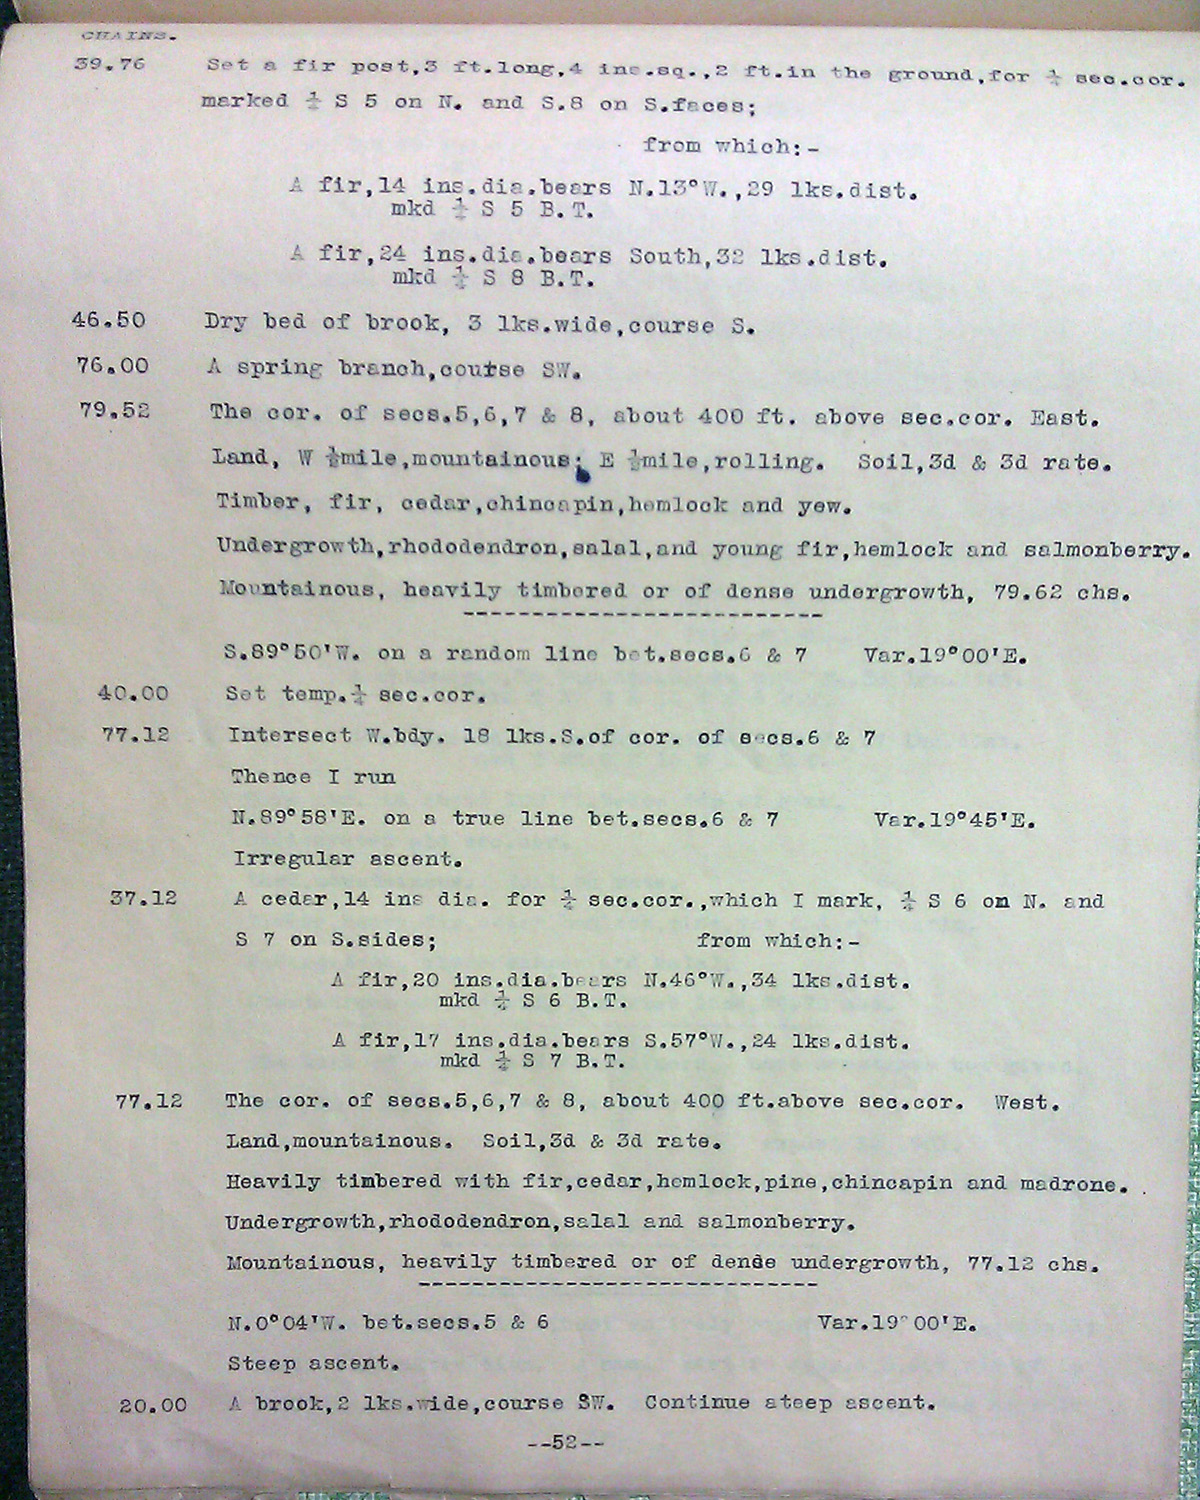 CHAINS.
39.76 Set a fir post,3 ft.long,4 ins.sq.,2 ft.in the ground,for ¼ sec.cor.
marked ¼ S 5 on N. and S.8 on S.faces;
from which:-
A fir,14 ins.dia.bears N.13°W.,29 lks.dist.
mkd ¼ S 5 B.T.
A fir,24 ins.dia.bears South,32 lks.dist.
mkd ¼ S 8 B.T.
46.50 Dry bed of brook, 3 lks.wide,course S.
76.00 A spring branch,course SW.
79.52 The cor. of secs.5,6,7 & 8, about 400 ft. above sec.cor. East.
Land, W ½mile,mountainous; E ½mile,rolling. Soil,3d & 3d rate.
Timber, fir, cedar,chincapin,hemlock and yew.
Undergrowth,rhododendron,salal,and young fir,hemlock and salmonberry.
Mountainous, heavily timbered or of dense undergrowth, 79.62 chs.
---------------------------
S.89°50'W. on a random line bet.secs.6 & 7 Var.19°00'E.
40.00 Set temp.¼ sec.cor.
77.12 Intersect W.bdy. 18 lks.S.of cor. of secs.6 & 7
Thence I run
N.89°58'E. on a true line bet.secs.6 & 7 Var.19°45'E.
Irregular ascent.
37.12 A cedar,14 ins dia. for ¼ sec.cor.,which I mark, ¼ S 6 on N. and
S 7 on S.sides; from which:-
A fir,20 ins.dia.bears N.46°W.,34 lks.dist.
mkd ¼ S 6 B.T.
A fir,17 ins.dia.bears S.57°W.,24 lks.dist.
mkd ¼ S 7 B.T.
77.12 The cor. of secs.5,6,7 & 8, about 400 ft.above sec.cor. West.
Land,mountainous. Soil,3d & 3d rate.
Heavily timbered with fir,cedar,hemlock,pine,chincapin and madrone.
Undergrowth,rhododendron,salal and salmonberry.
Mountainous, heavily timbered or of dense undergrowth, 77.12 chs.
------------------------------
N.0°04'W. bet.secs.5 & 6 Var.19°00'E.
Steep ascent.
20.00 A brook,2 lks.wide,course SW. Continue ateep ascent.
--52--